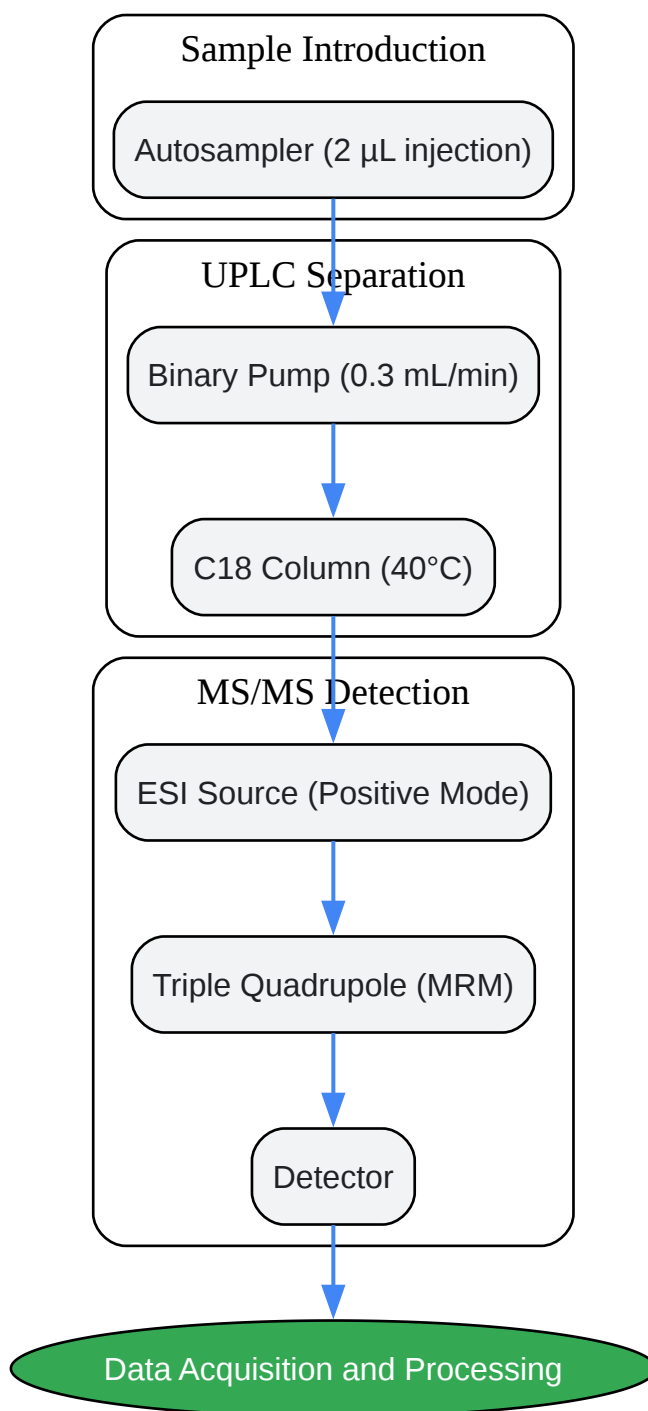 Sample Introduction
Autosampler (2 µL injection)
UPLC Separation
Binary Pump (0.3 mL/min)
C18 Column (40°C)
MS/MS Detection
ESI Source (Positive Mode)
Triple Quadrupole (MRM)
Detector
Data Acquisition and Processing